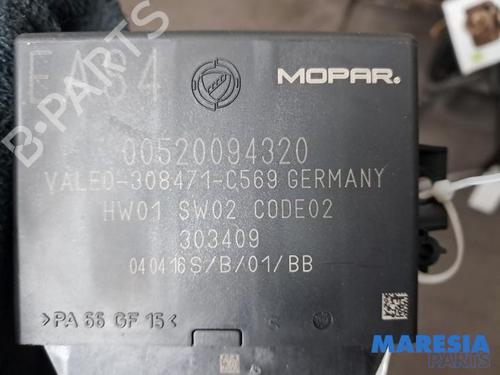 E484
MOPAR.
00520094320
VALEO-308471-C569 GERMANY
HW01 SW02 CODE02
303409
040416S/B/01/BB
>PA 66 GF 15<
MARESIA
PARTS